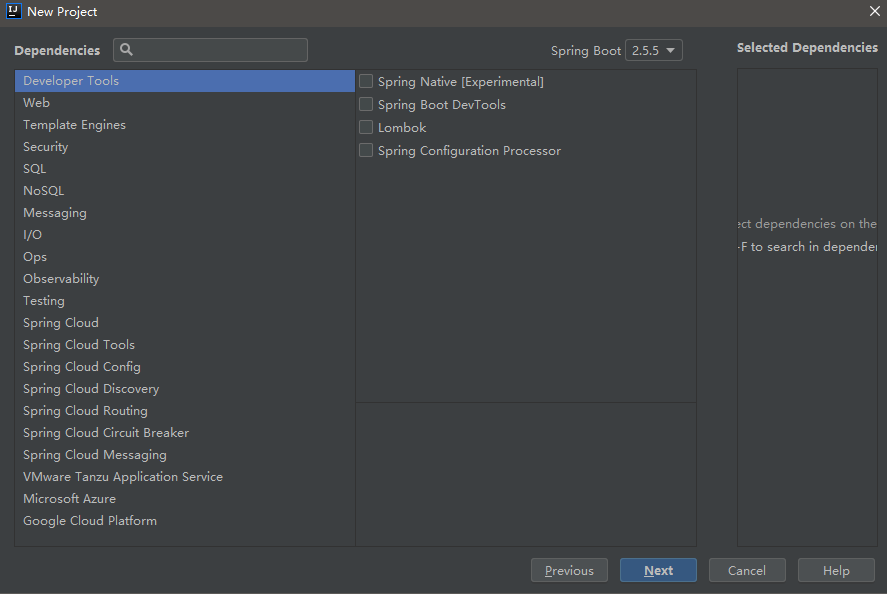 New Project
Dependencies
Spring Boot 2.5.5
Selected Dependencies
Developer Tools
Web
Template Engines
Security
SQL
NoSQL
Messaging
I/O
Ops
Observability
Testing
Spring Cloud
Spring Cloud Tools
Spring Cloud Config
Spring Cloud Discovery
Spring Cloud Routing
Spring Cloud Circuit Breaker
Spring Cloud Messaging
VMware Tanzu Application Service
Microsoft Azure
Google Cloud Platform
Spring Native [Experimental]
Spring Boot DevTools
Lombok
Spring Configuration Processor
ect dependencies on the
-F to search in depende
Previous
Next
Cancel
Help